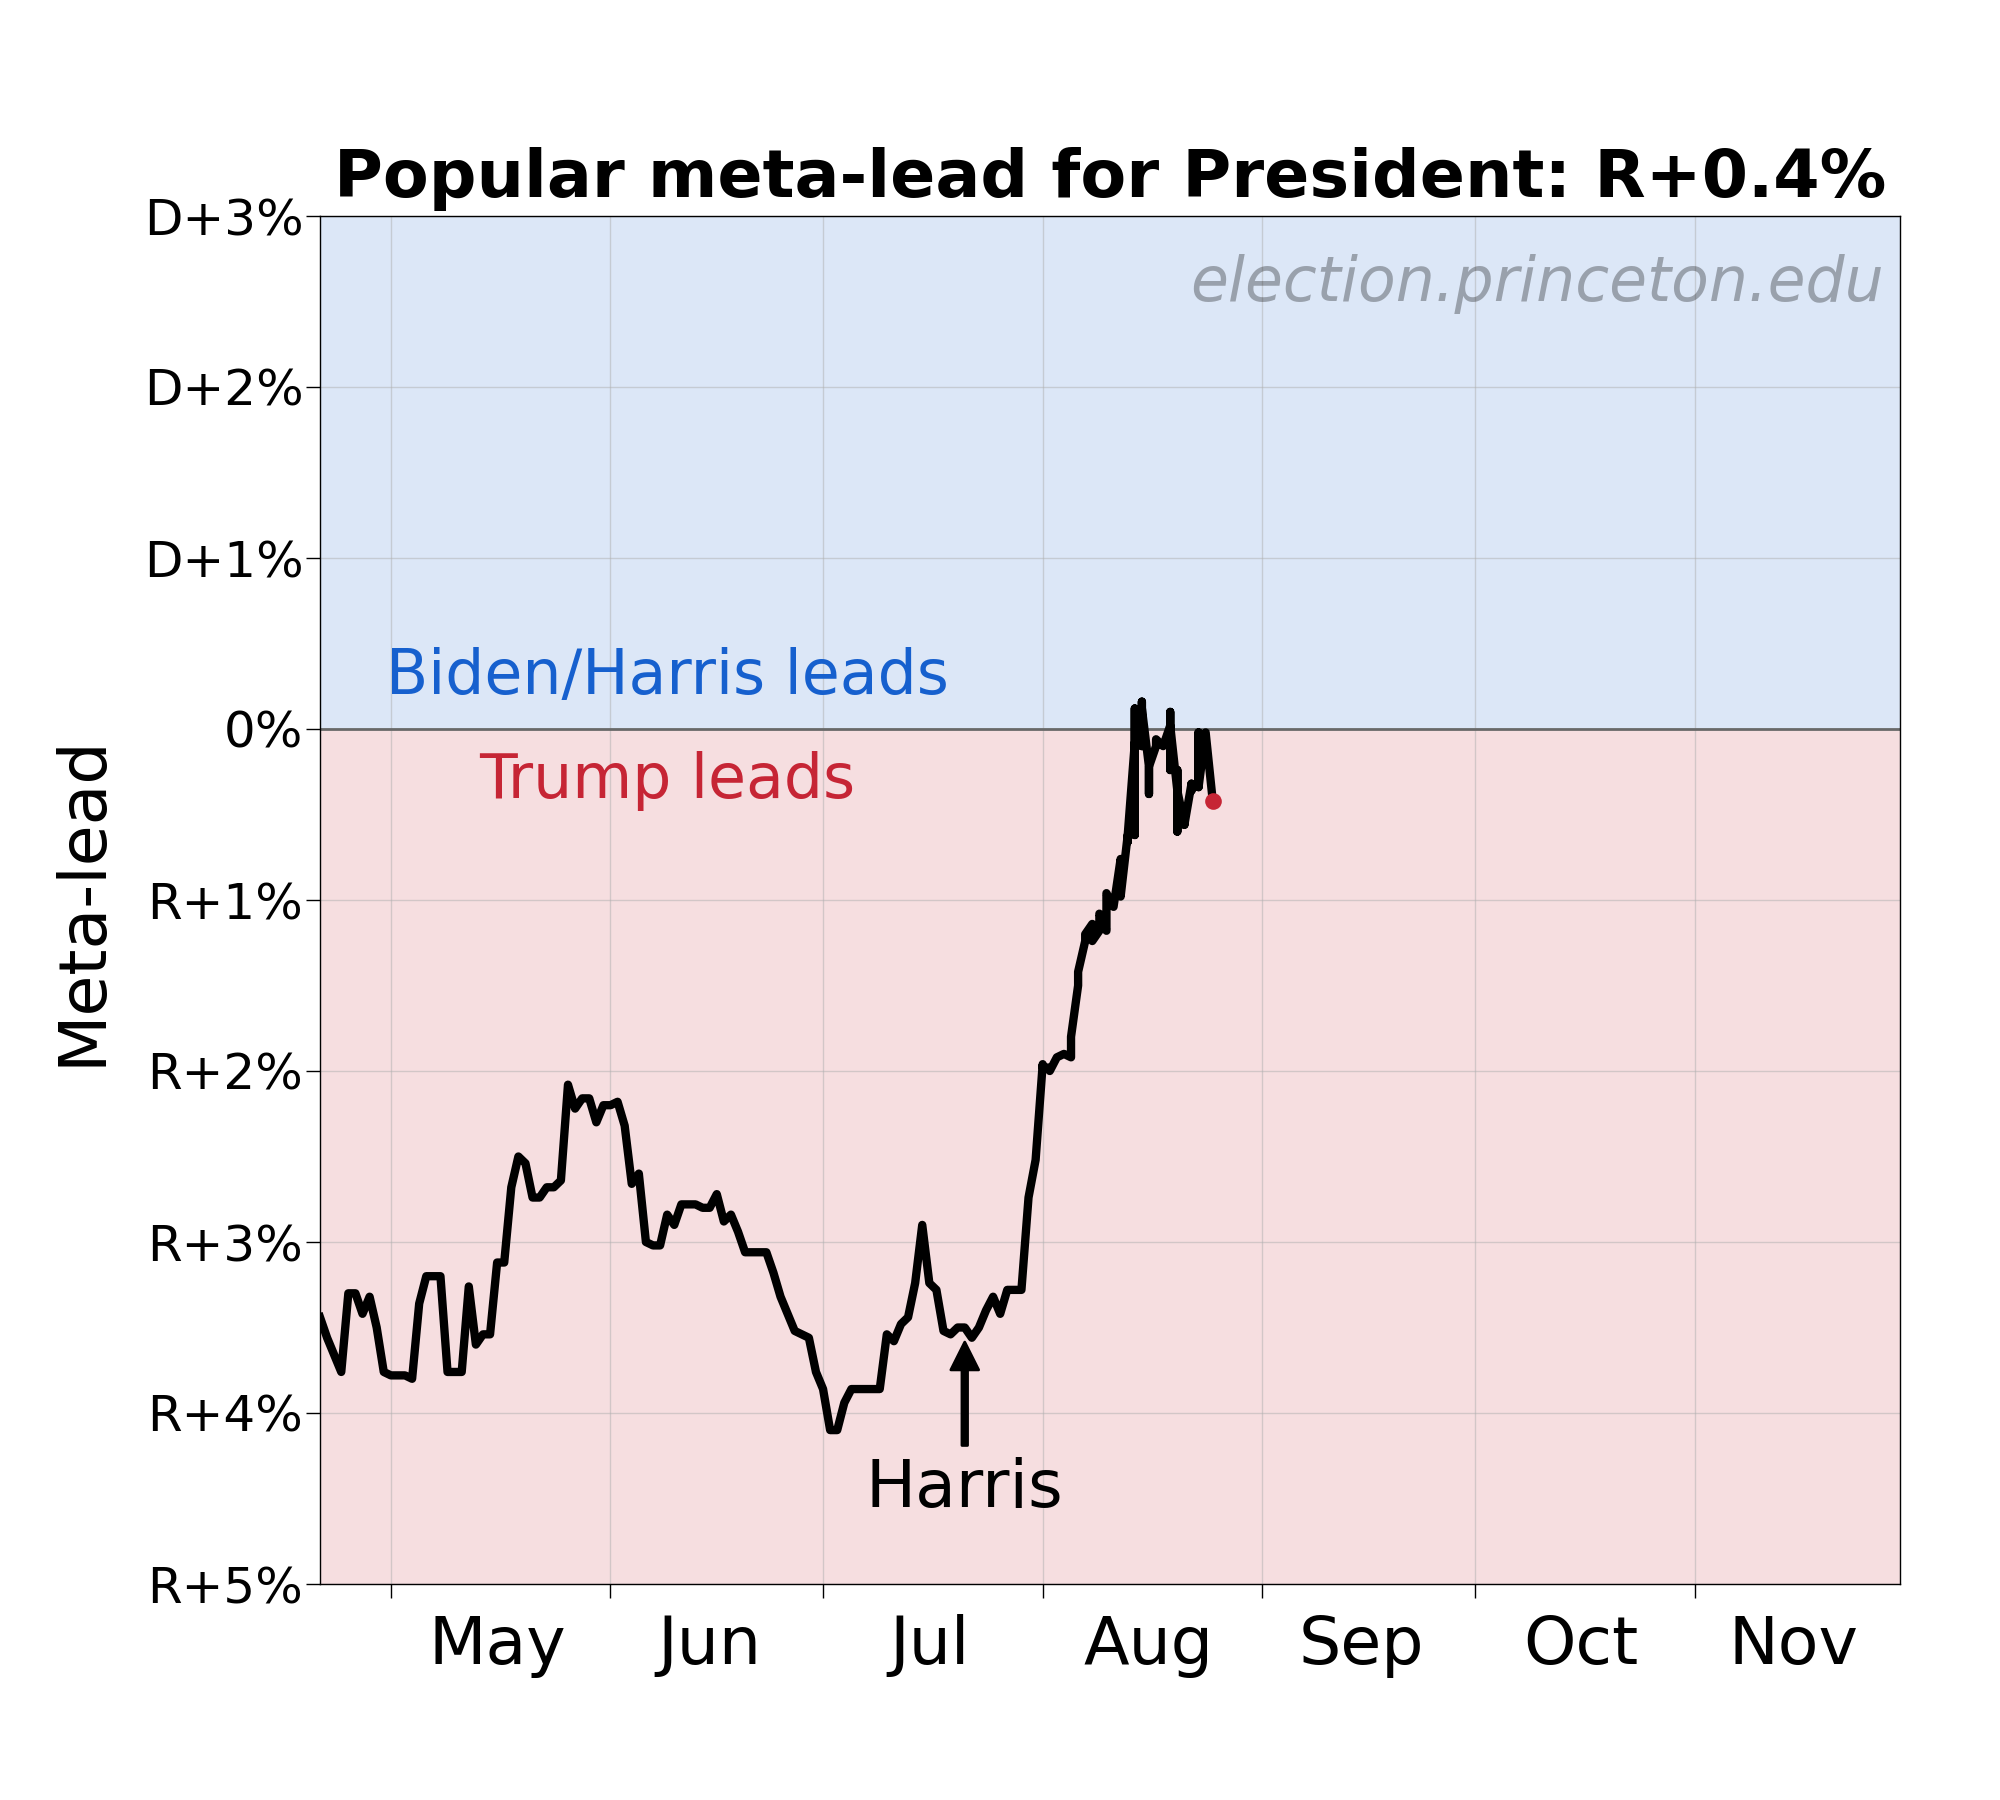 Popular meta-lead for President: R+0.4%
D+3%
election.princeton.edu
D+2%
D+1%
Biden/Harris leads
0%
Trump leads
Meta-lead
R+1%
R+2%
R+3%
R+4%
Harris
R+5%
May Jun Jul Aug Sep Oct Nov